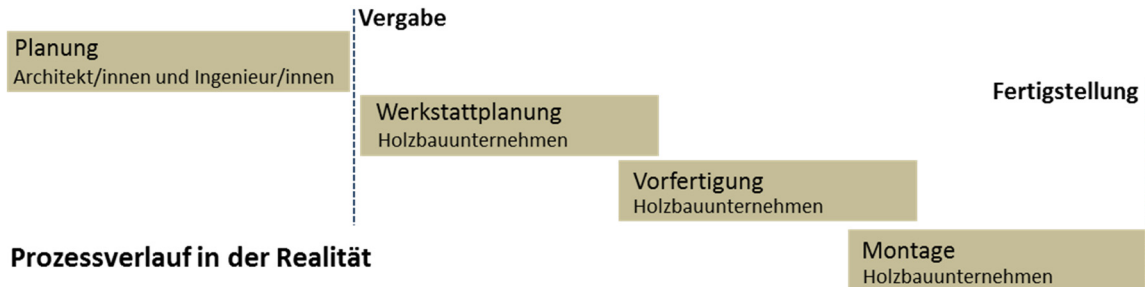 Vergabe
Planung
Architekt/innen und Ingenieur/innen
Fertigstellung
Werkstattplanung
Holzbauunternehmen
Vorfertigung
Holzbauunternehmen
Prozessverlauf in der Realität
Montage
Holzbauunternehmen